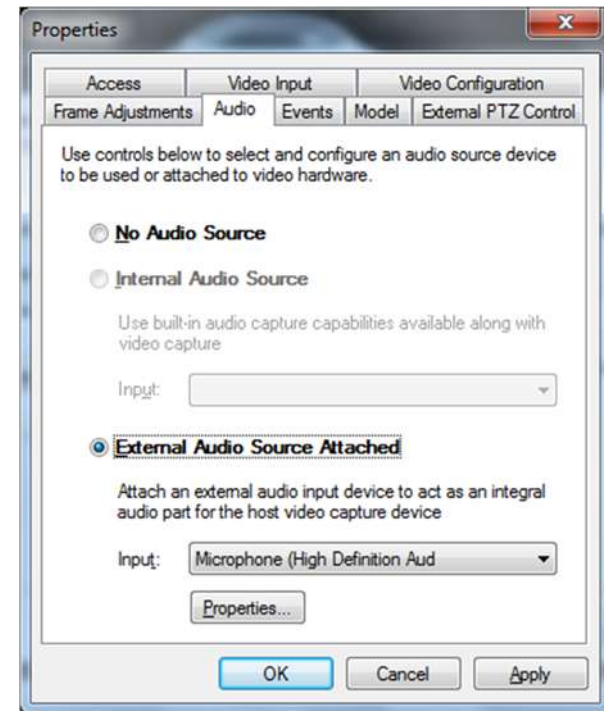 Properties
Access Video Input Video Configuration
Frame Adjustments Audio Events Model External PTZ Control
Use controls below to select and configure an audio source device
to be used or attached to video hardware.
No Audio Source
Internal Audio Source
Use built-in audio capture capabilities available along with
video capture
Input:
External Audio Source Attached
Attach an external audio input device to act as an integral
audio part for the host video capture device
Input: Microphone (High Definition Aud
Properties...
OK Cancel Apply